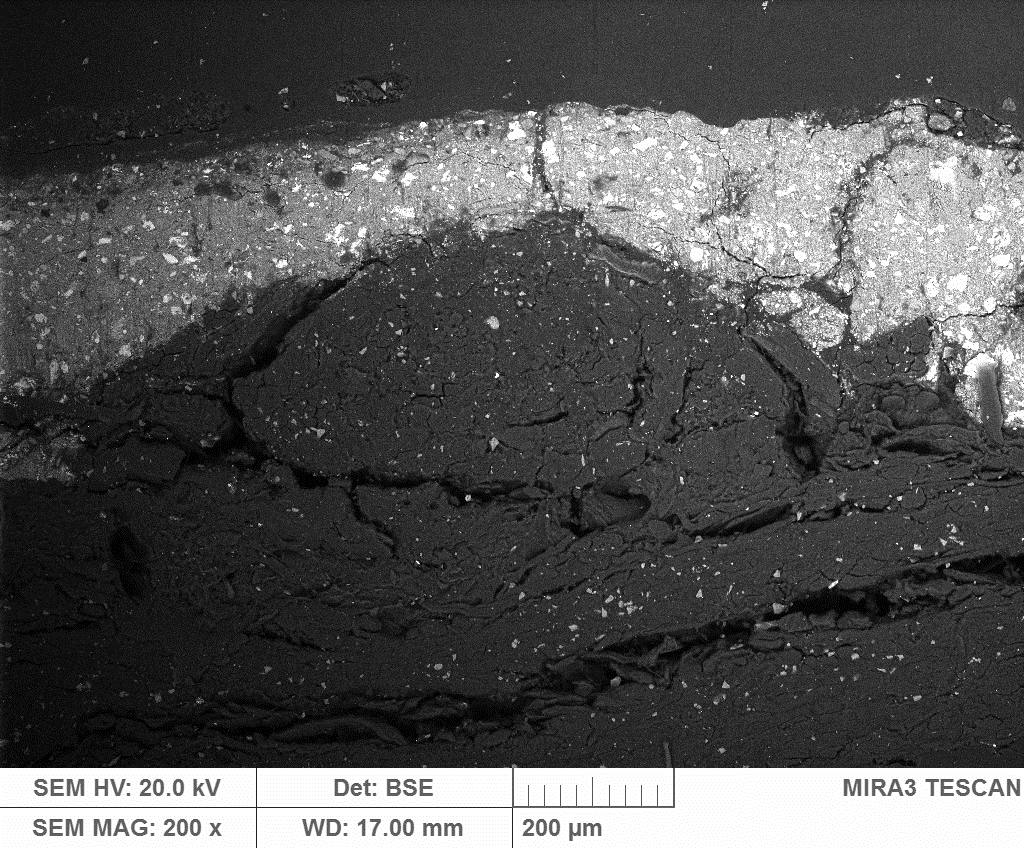 SEM HV: 20.0 kV
Det: BSE
MIRA3 TESCAN
SEM MAG: 200 x
WD: 17.00 mm
200 µm